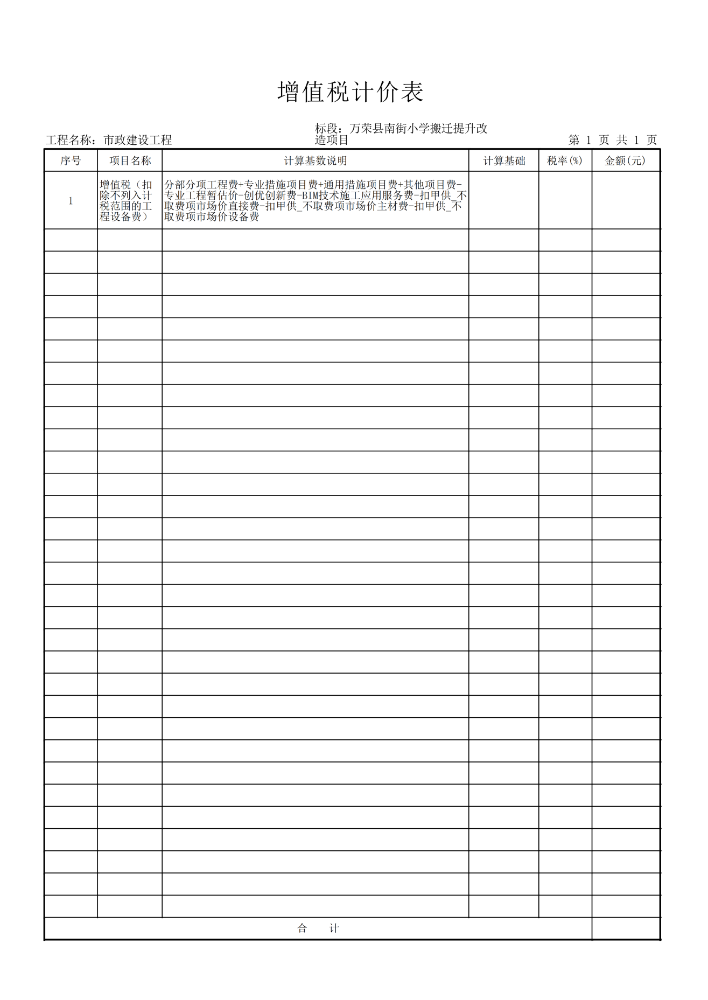 增值税计价表
标段：万荣县南街小学搬迁提升改
工程名称：市政建设工程
造项目
第 1 页 共 1 页
序号 项目名称 计算基数说明 计算基础 税率(%) 金额(元)
1
增值税（扣
除不列入计
税范围的工
程设备费）
分部分项工程费+专业措施项目费+通用措施项目费+其他项目费-
专业工程暂估价-创优创新费-BIM技术施工应用服务费-扣甲供_不
取费项市场价直接费-扣甲供_不取费项市场价主材费-扣甲供_不
取费项市场价设备费
合 计